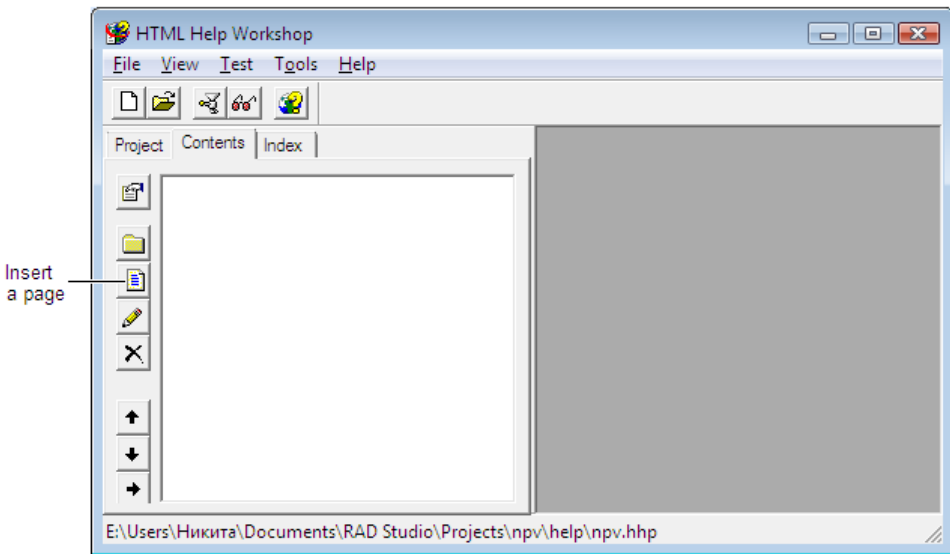 HTML Help Workshop
File View Test Tools Help
Project Contents Index
Insert
a page
E:\Users\Никита\Documents\RAD Studio\Projects\npv\help\npv.hhp